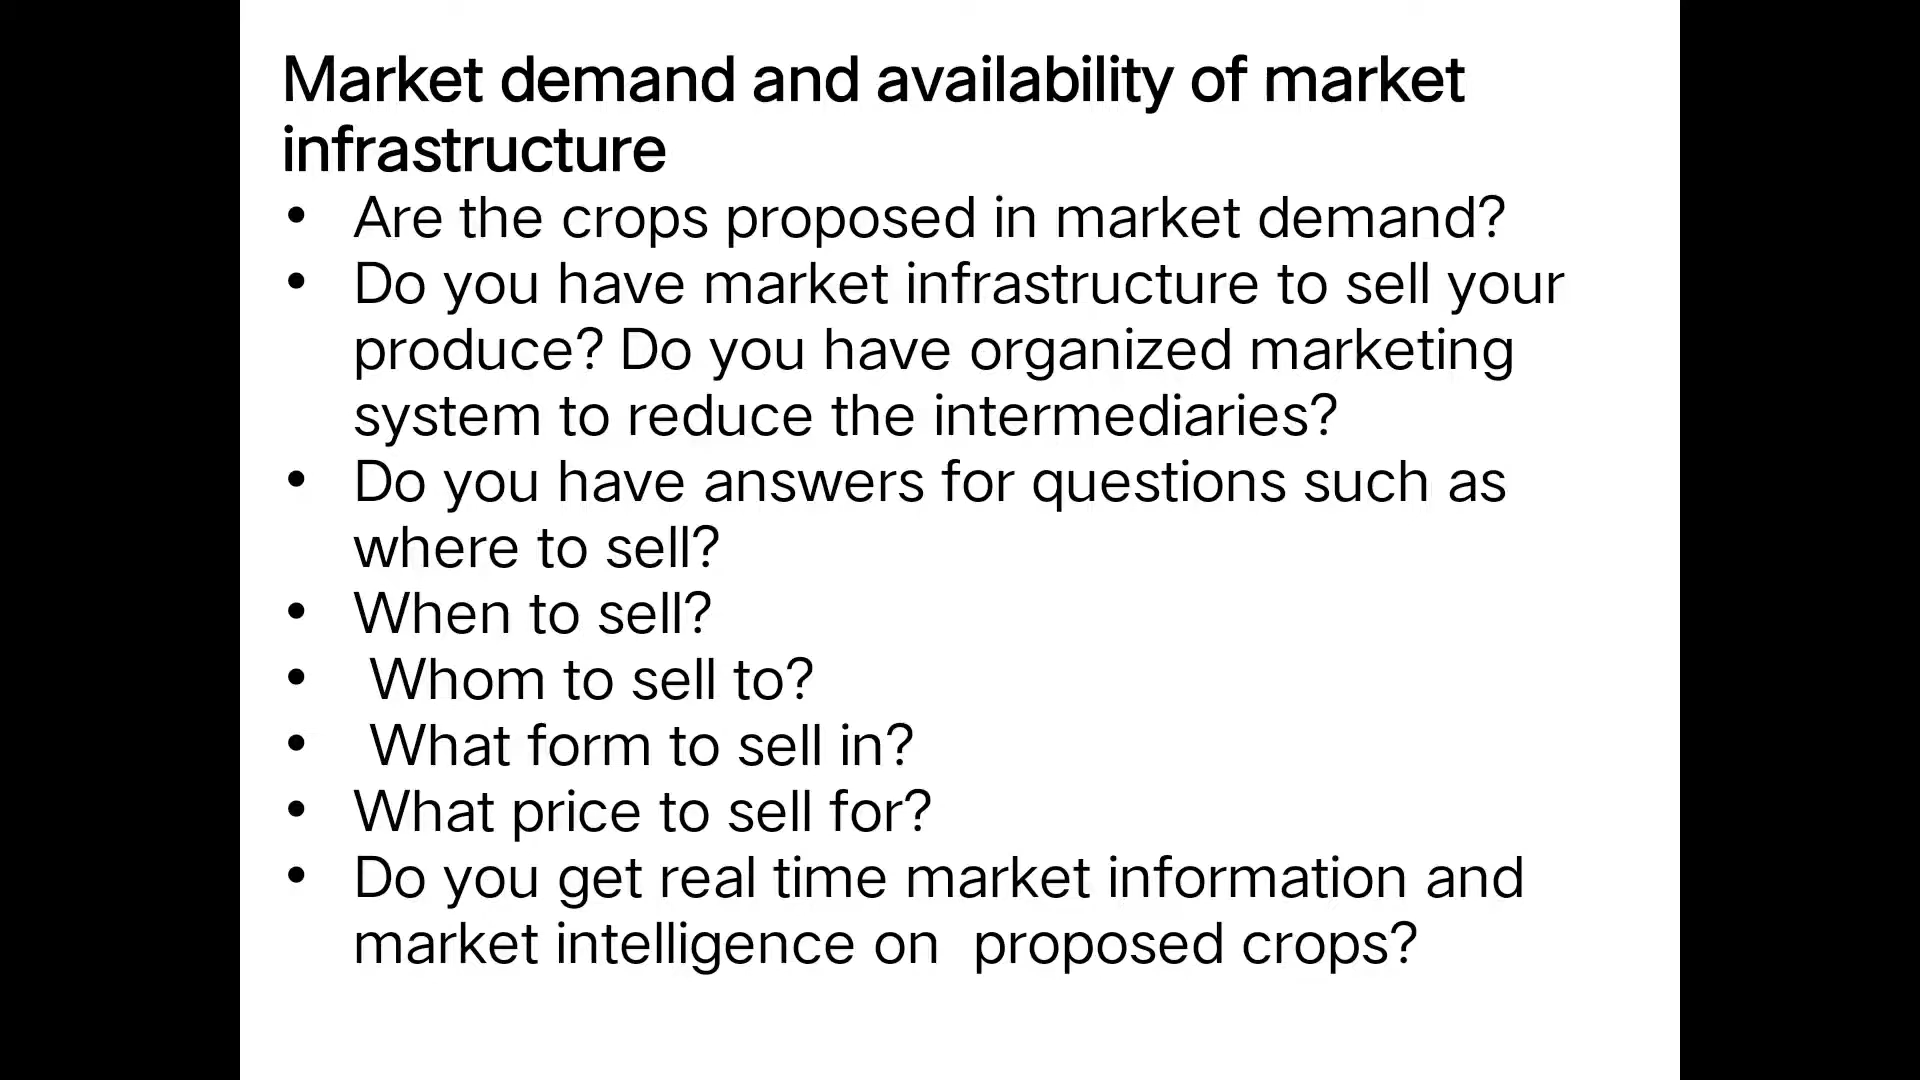 Market demand and availability of market
infrastructure
• Are the crops proposed in market demand?
• Do you have market infrastructure to sell your
produce? Do you have organized marketing
system to reduce the intermediaries?
• Do you have answers for questions such as
where to sell?
• When to sell?
• Whom to sell to?
• What form to sell in?
• What price to sell for?
• Do you get real time market information and
market intelligence on  proposed crops?